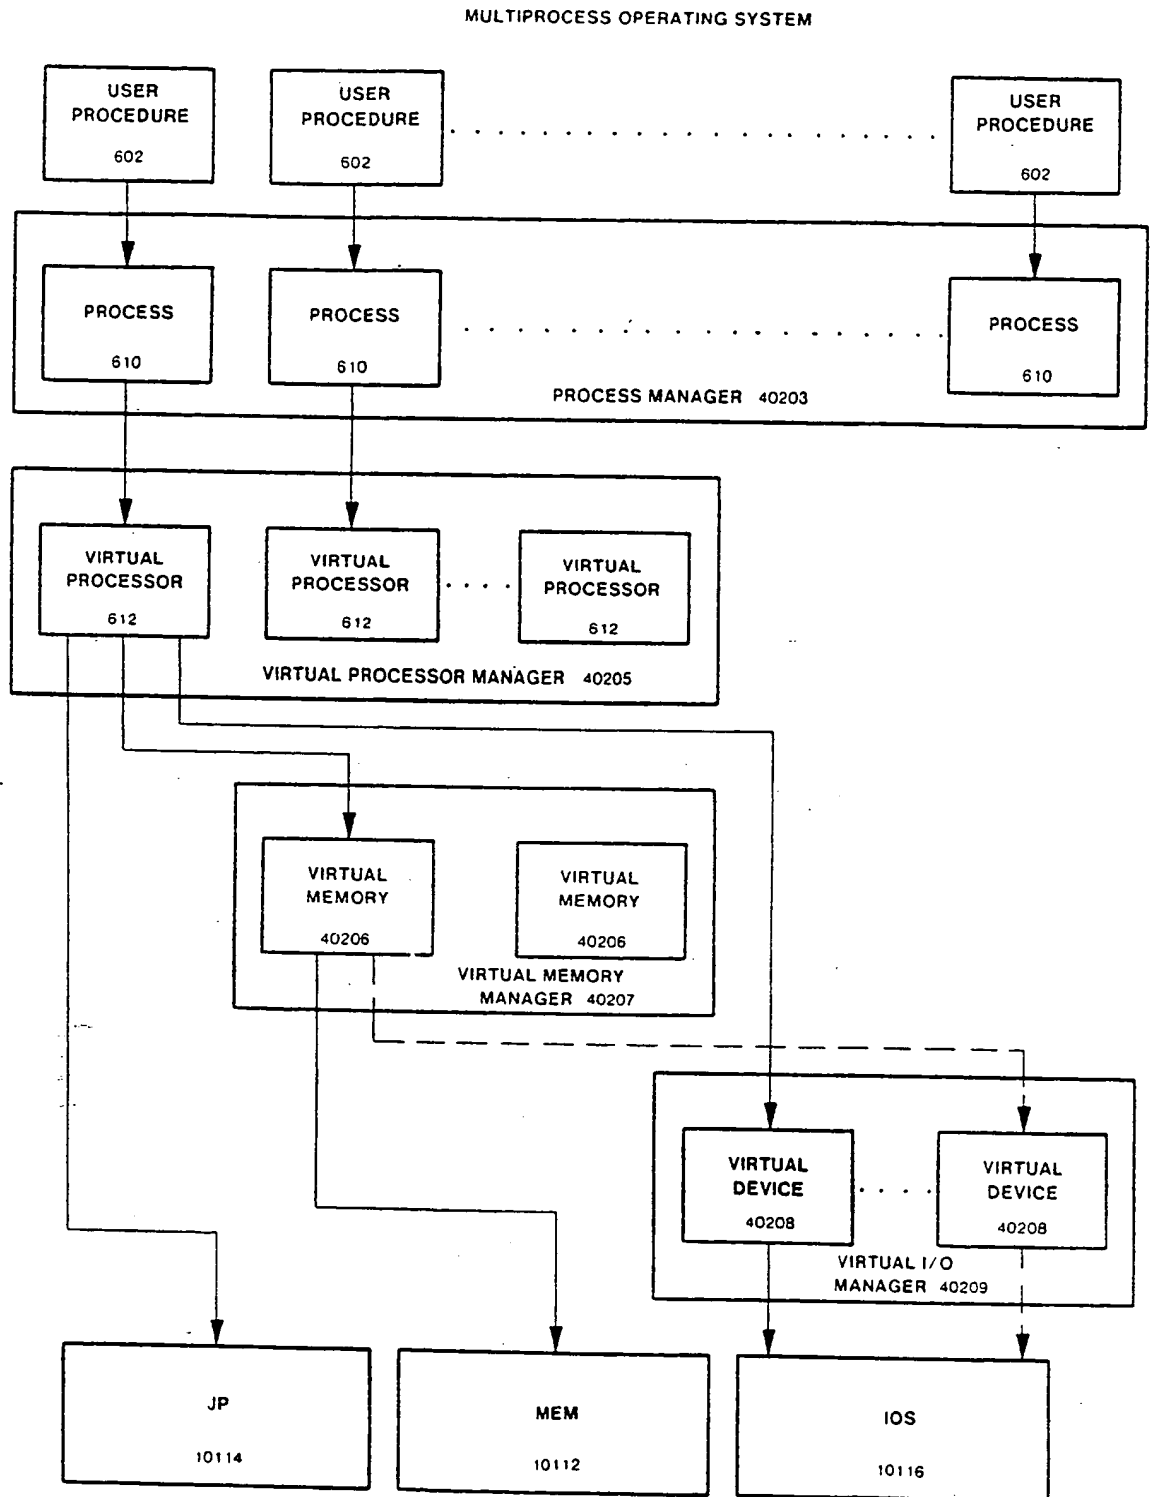 MULTIPROCESS OPERATING SYSTEM
USER
PROCEDURE
602
USER
PROCEDURE
602
USER
PROCEDURE
602
PROCESS
610
PROCESS
610
PROCESS
610
PROCESS MANAGER 40203
VIRTUAL
PROCESSOR
612
VIRTUAL
PROCESSOR
612
VIRTUAL
PROCESSOR
612
VIRTUAL PROCESSOR MANAGER 40205
VIRTUAL
MEMORY
40206
VIRTUAL
MEMORY
40206
VIRTUAL MEMORY
MANAGER 40207
VIRTUAL
DEVICE
40208
VIRTUAL
DEVICE
40208
VIRTUAL I/O
MANAGER 40209
JP
10114
MEM
10112
IOS
10116